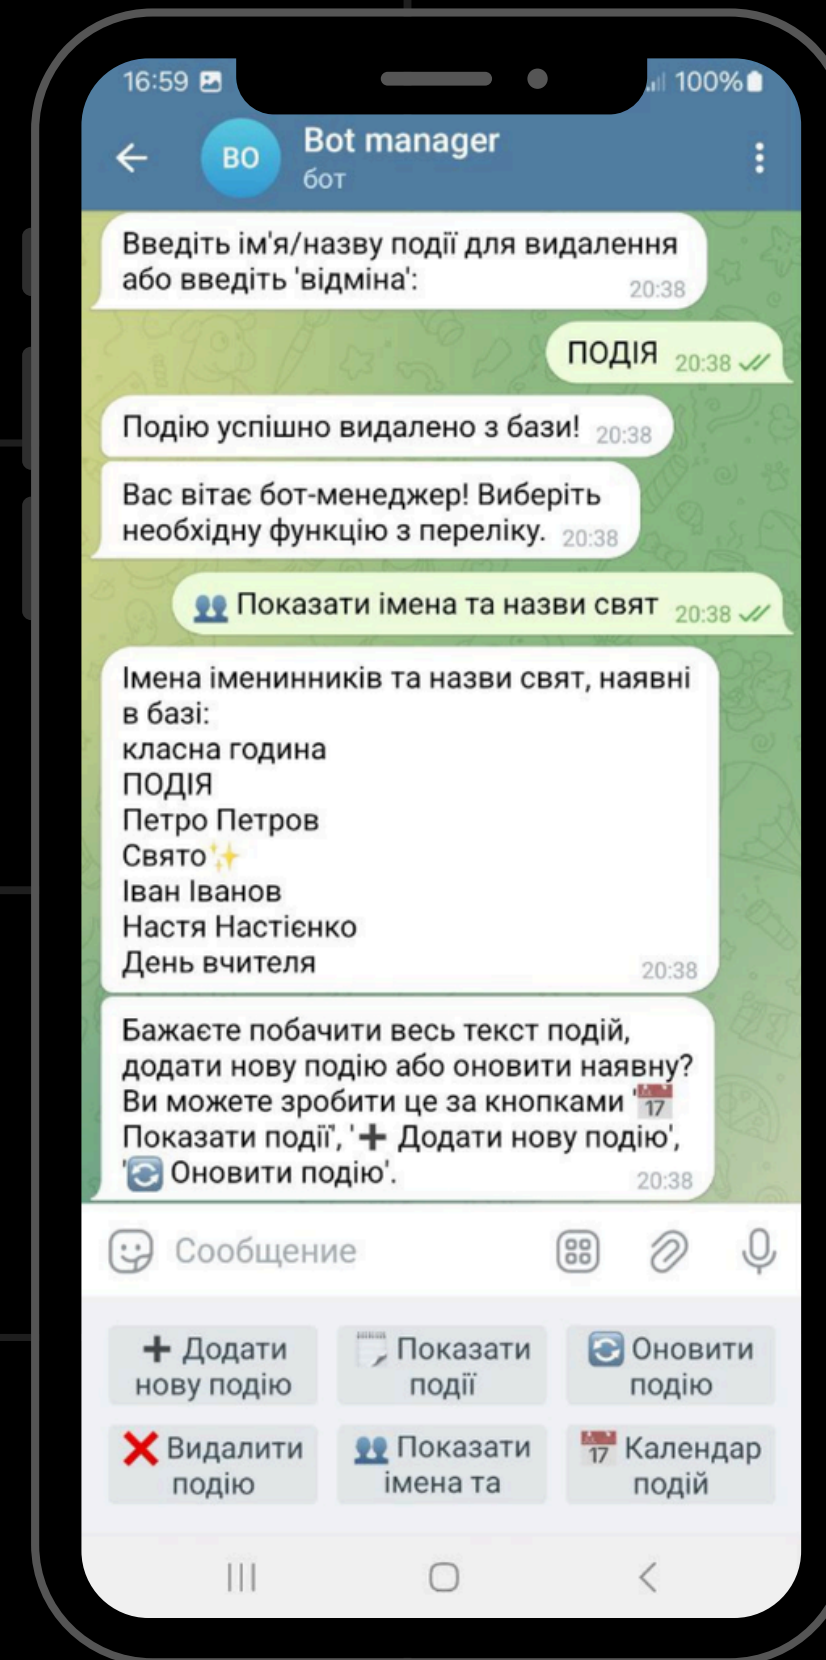 16:59 100%
BO Bot manager
бот
Введіть ім'я/назву події для видалення
або введіть 'відміна': 20:38
ПОДІЯ 20:38
Подію успішно видалено з бази! 20:38
Вас вітає бот-менеджер! Виберіть
необхідну функцію з переліку. 20:38
👥 Показати імена та назви свят 20:38
Імена іменинників та назви свят, наявні
в базі:
класна година
ПОДІЯ
Петро Петров
Свято✨
Іван Іванов
Настя Настієнко
День вчителя 20:38
Бажаєте побачити весь текст подій,
додати нову подію або оновити наявну?
Ви можете зробити це за кнопками '📅
Показати події', '➕ Додати нову подію',
'🔄 Оновити подію'. 20:38
Сообщение
➕ Додати
нову подію
🗒 Показати
події
🔄 Оновити
подію
❌ Видалити
подію
👥 Показати
імена та
📅 Календар
подій